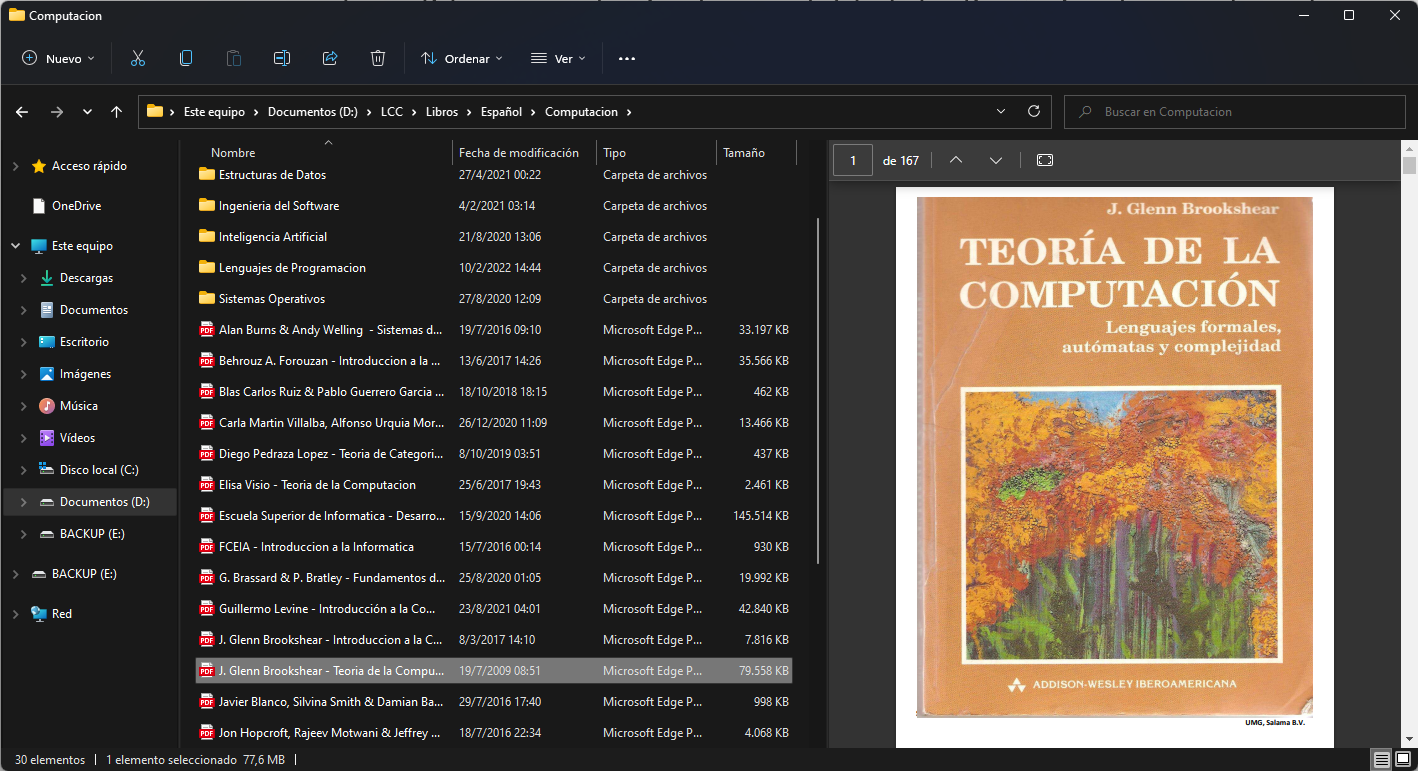 Computacion
Nuevo
Ordenar
Ver
Este equipo > Documentos (D:) > LCC > Libros > Español > Computacion >
Buscar en Computacion
Acceso rápido
OneDrive
Este equipo
Descargas
Documentos
Escritorio
Imágenes
Música
Vídeos
Disco local (C:)
Documentos (D:)
BACKUP (E:)
BACKUP (E:)
Red
Nombre Fecha de modificación Tipo Tamaño
Estructuras de Datos 27/4/2021 00:22 Carpeta de archivos
Ingenieria del Software 4/2/2021 03:14 Carpeta de archivos
Inteligencia Artificial 21/8/2020 13:06 Carpeta de archivos
Lenguajes de Programacion 10/2/2022 14:44 Carpeta de archivos
Sistemas Operativos 27/8/2020 12:09 Carpeta de archivos
PDF Alan Burns & Andy Welling - Sistemas d... 19/7/2016 09:10 Microsoft Edge P... 33.197 KB
PDF Behrouz A. Forouzan - Introduccion a la ... 13/6/2017 14:26 Microsoft Edge P... 35.566 KB
PDF Blas Carlos Ruiz & Pablo Guerrero Garcia ... 18/10/2018 18:15 Microsoft Edge P... 462 KB
PDF Carla Martin Villalba, Alfonso Urquia Mor... 26/12/2020 11:09 Microsoft Edge P... 13.466 KB
PDF Diego Pedraza Lopez - Teoria de Categori... 8/10/2019 03:51 Microsoft Edge P... 437 KB
PDF Elisa Visio - Teoria de la Computacion 25/6/2017 19:43 Microsoft Edge P... 2.461 KB
PDF Escuela Superior de Informatica - Desarro... 15/9/2020 14:06 Microsoft Edge P... 145.514 KB
PDF FCEIA - Introduccion a la Informatica 15/7/2016 00:14 Microsoft Edge P... 930 KB
PDF G. Brassard & P. Bratley - Fundamentos d... 25/8/2020 01:05 Microsoft Edge P... 19.992 KB
PDF Guillermo Levine - Introducción a la Co... 23/8/2021 04:01 Microsoft Edge P... 42.840 KB
PDF J. Glenn Brookshear - Introduccion a la C... 8/3/2017 14:10 Microsoft Edge P... 7.816 KB
PDF J. Glenn Brookshear - Teoria de la Compu... 19/7/2009 08:51 Microsoft Edge P... 79.558 KB
PDF Javier Blanco, Silvina Smith & Damian Ba... 29/7/2016 17:40 Microsoft Edge P... 998 KB
PDF Jon Hopcroft, Rajeev Motwani & Jeffrey ... 18/7/2016 22:34 Microsoft Edge P... 4.068 KB
1 de 167
J. Glenn Brookshear
TEORÍA DE LA
COMPUTACIÓN
Lenguajes formales,
autómatas y complejidad
ADDISON-WESLEY IBEROAMERICANA
UMG, Salama B.V.
30 elementos | 1 elemento seleccionado 77,6 MB |